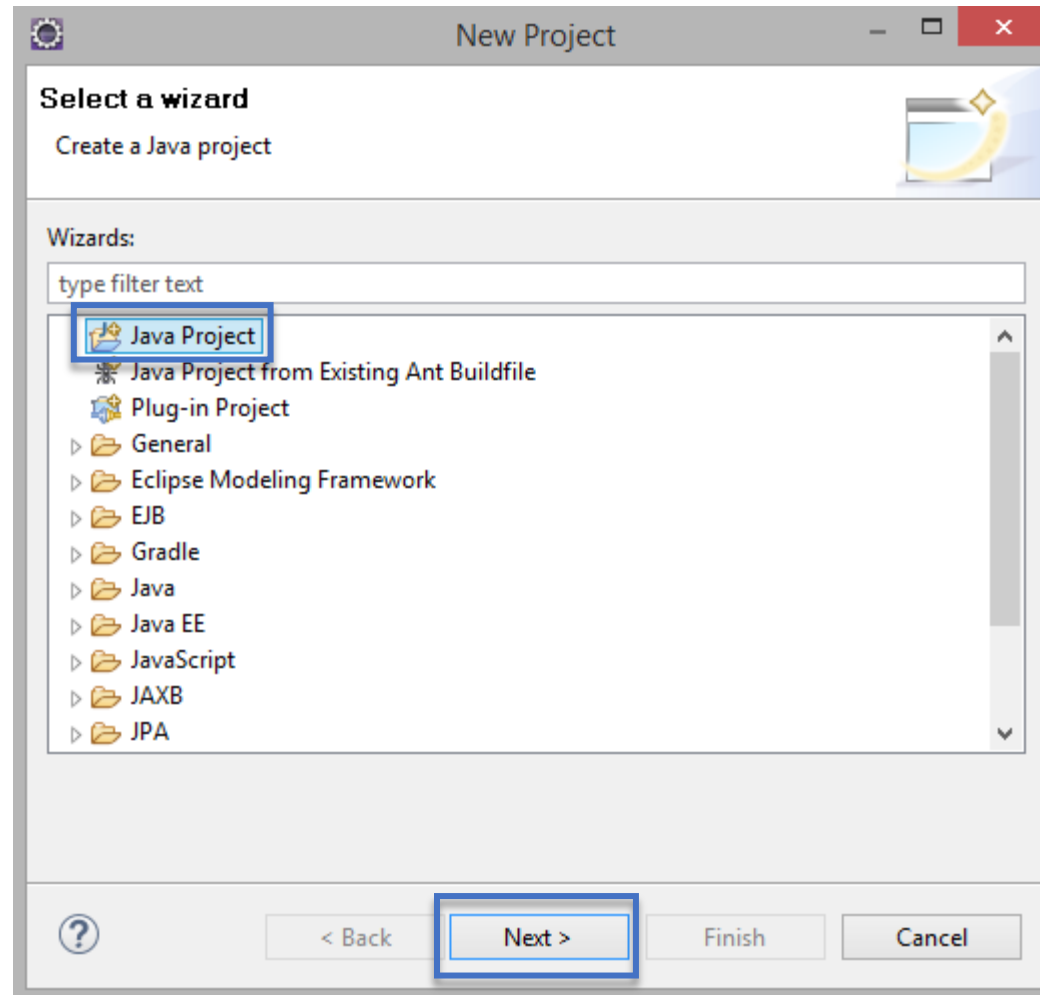 New Project
Select a wizard
Create a Java project
Wizards:
type filter text
Java Project
Java Project from Existing Ant Buildfile
Plug-in Project
General
Eclipse Modeling Framework
EJB
Gradle
Java
Java EE
JavaScript
JAXB
JPA
? < Back Next > Finish Cancel